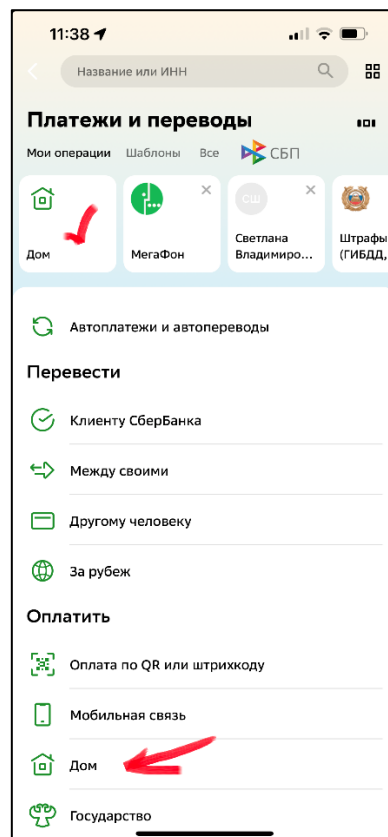 11:38
Название или ИНН
Платежи и переводы
Мои операции Шаблоны Все СБП
СШ
Дом
МегаФон
Светлана
Владимиро...
Штрафы
(ГИБДД,
Автоплатежи и автопереводы
Перевести
Клиенту СберБанка
Между своими
Другому человеку
За рубеж
Оплатить
Оплата по QR или штрихкоду
Мобильная связь
Дом
Государство